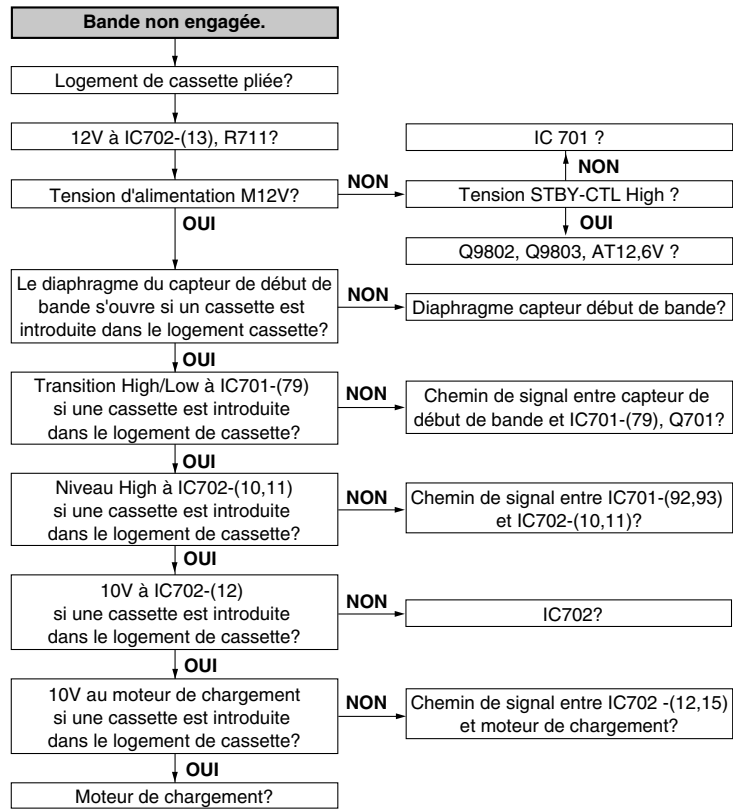 Bande non engagée.
Logement de cassette pliée?
12V à IC702-(13), R711?
IC 701 ?
NON
Tension d'alimentation M12V?
NON
Tension STBY-CTL High ?
OUI
OUI
Q9802, Q9803, AT12,6V ?
Le diaphragme du capteur de début de
bande s'ouvre si un cassette est
introduite dans le logement cassette?
NON
Diaphragme capteur début de bande?
OUI
Transition High/Low à IC701-(79)
si une cassette est introduite
dans le logement de cassette?
NON
Chemin de signal entre capteur de
début de bande et IC701-(79), Q701?
OUI
Niveau High à IC702-(10,11)
si une cassette est introduite
dans le logement de cassette?
NON
Chemin de signal entre IC701-(92,93)
et IC702-(10,11)?
OUI
10V à IC702-(12)
si une cassette est introduite
dans le logement de cassette?
NON
IC702?
OUI
10V au moteur de chargement
si une cassette est introduite
dans le logement de cassette?
NON
Chemin de signal entre IC702 -(12,15)
et moteur de chargement?
OUI
Moteur de chargement?